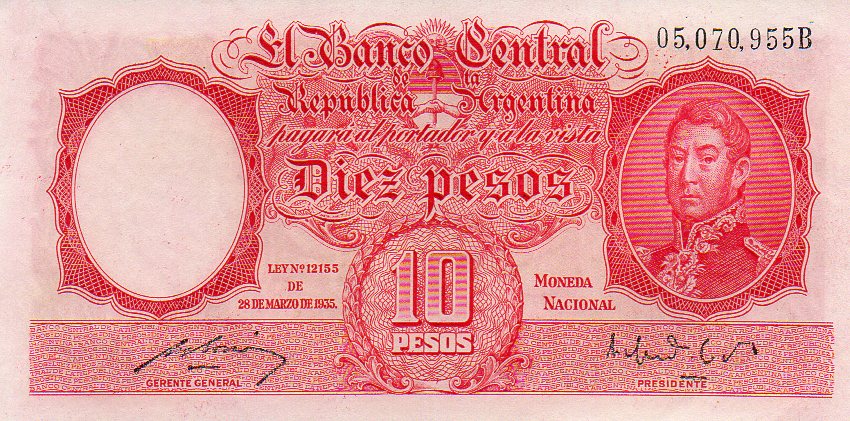 05,070,955B
El Banco Central
de la
República Argentina
pagará al portador y a la vista
Diez pesos
LEY Nº 12155
DE
28 DE MARZO DE 1935.
10
PESOS
MONEDA
NACIONAL
GERENTE GENERAL
PRESIDENTE